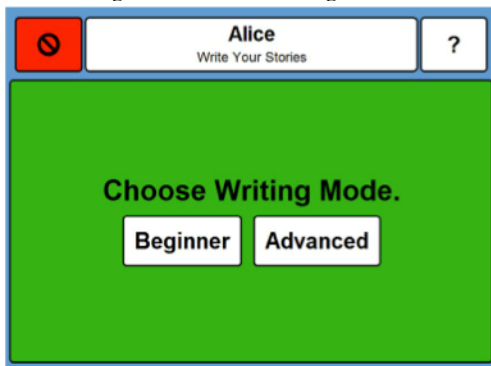 Alice
Write Your Stories
?
Choose Writing Mode.
Beginner
Advanced